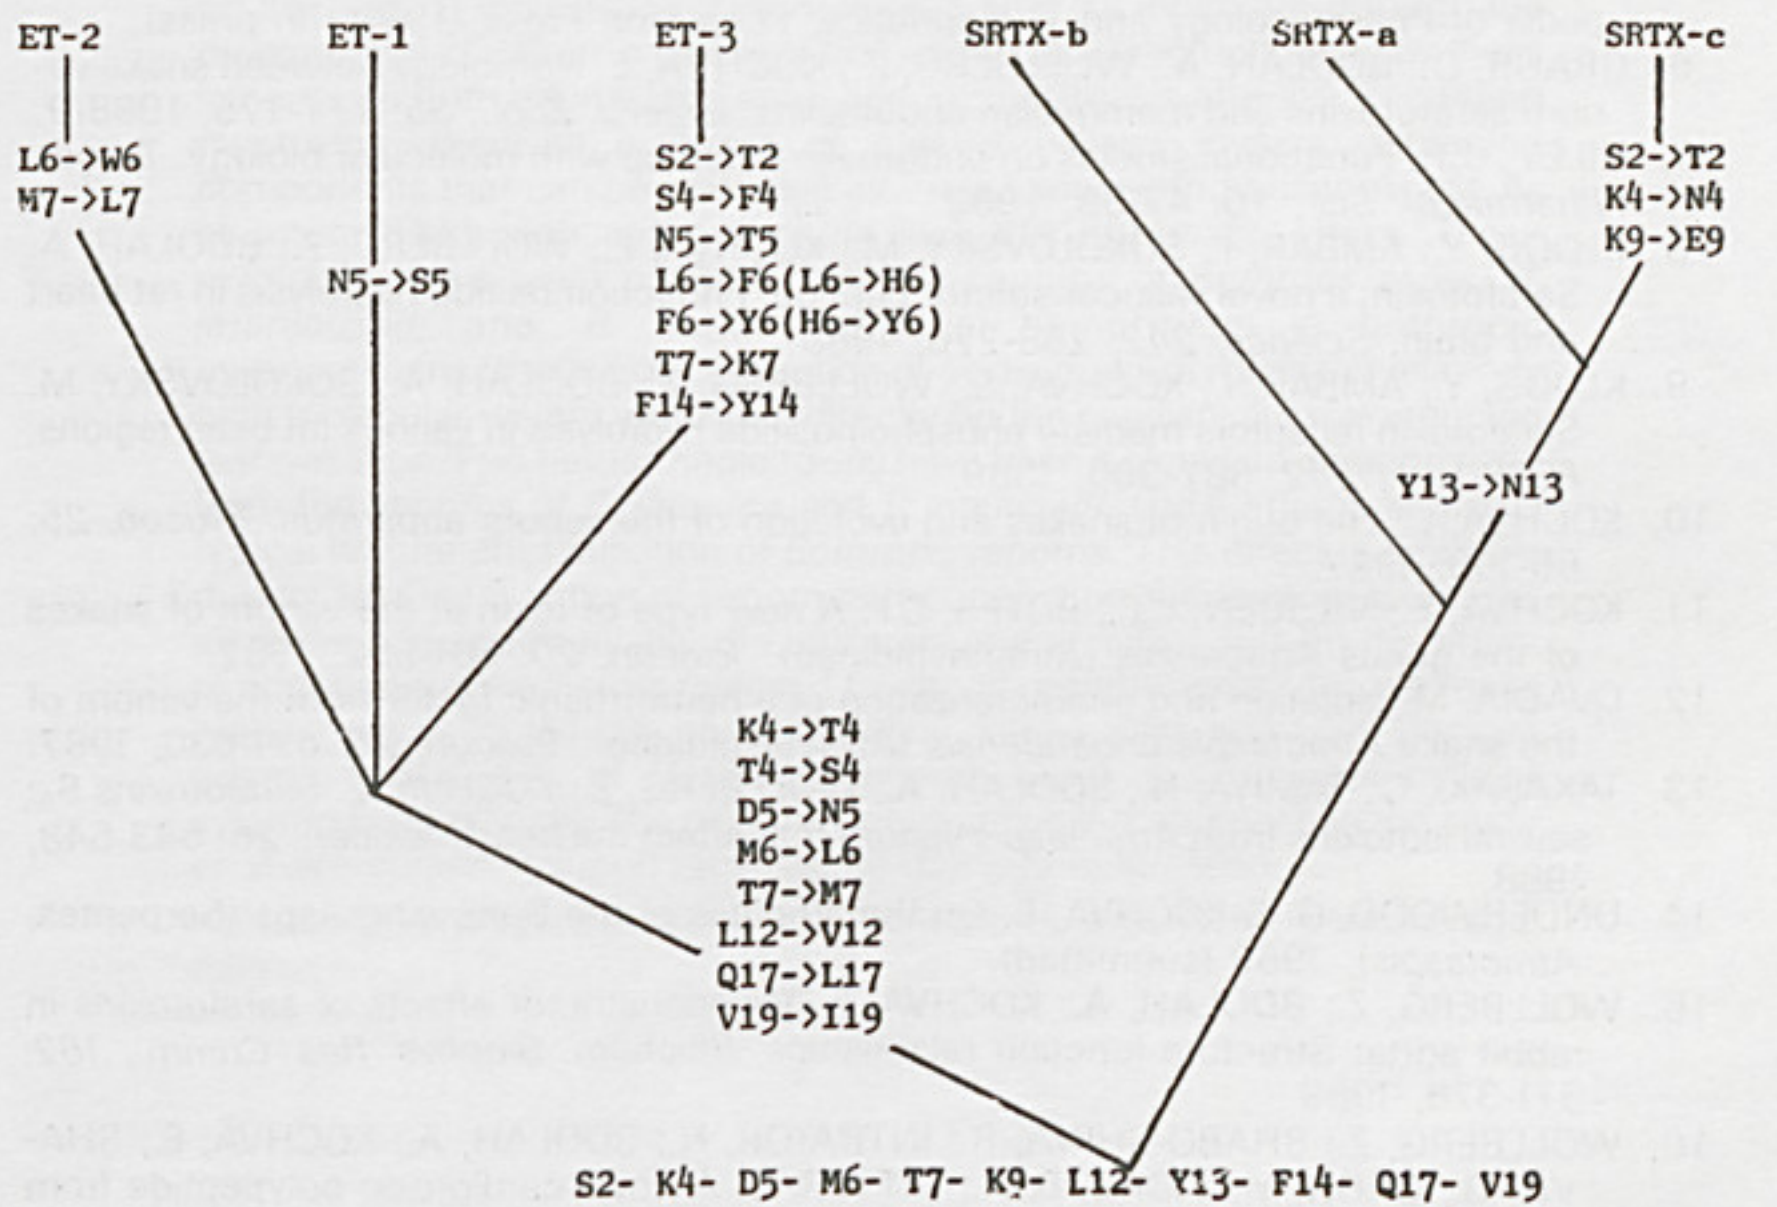 ET-2 ET-1 ET-3 SRTX-b SRTX-a SRTX-c
L6->W6
M7->L7
N5->S5
S2->T2
S4->F4
N5->T5
L6->F6(L6->H6)
F6->Y6(H6->Y6)
T7->K7
F14->Y14
S2->T2
K4->N4
K9->E9
Y13->N13
K4->T4
T4->S4
D5->N5
M6->L6
T7->M7
L12->V12
Q17->L17
V19->I19
S2- K4- D5- M6- T7- K9- L12- Y13- F14- Q17- V19